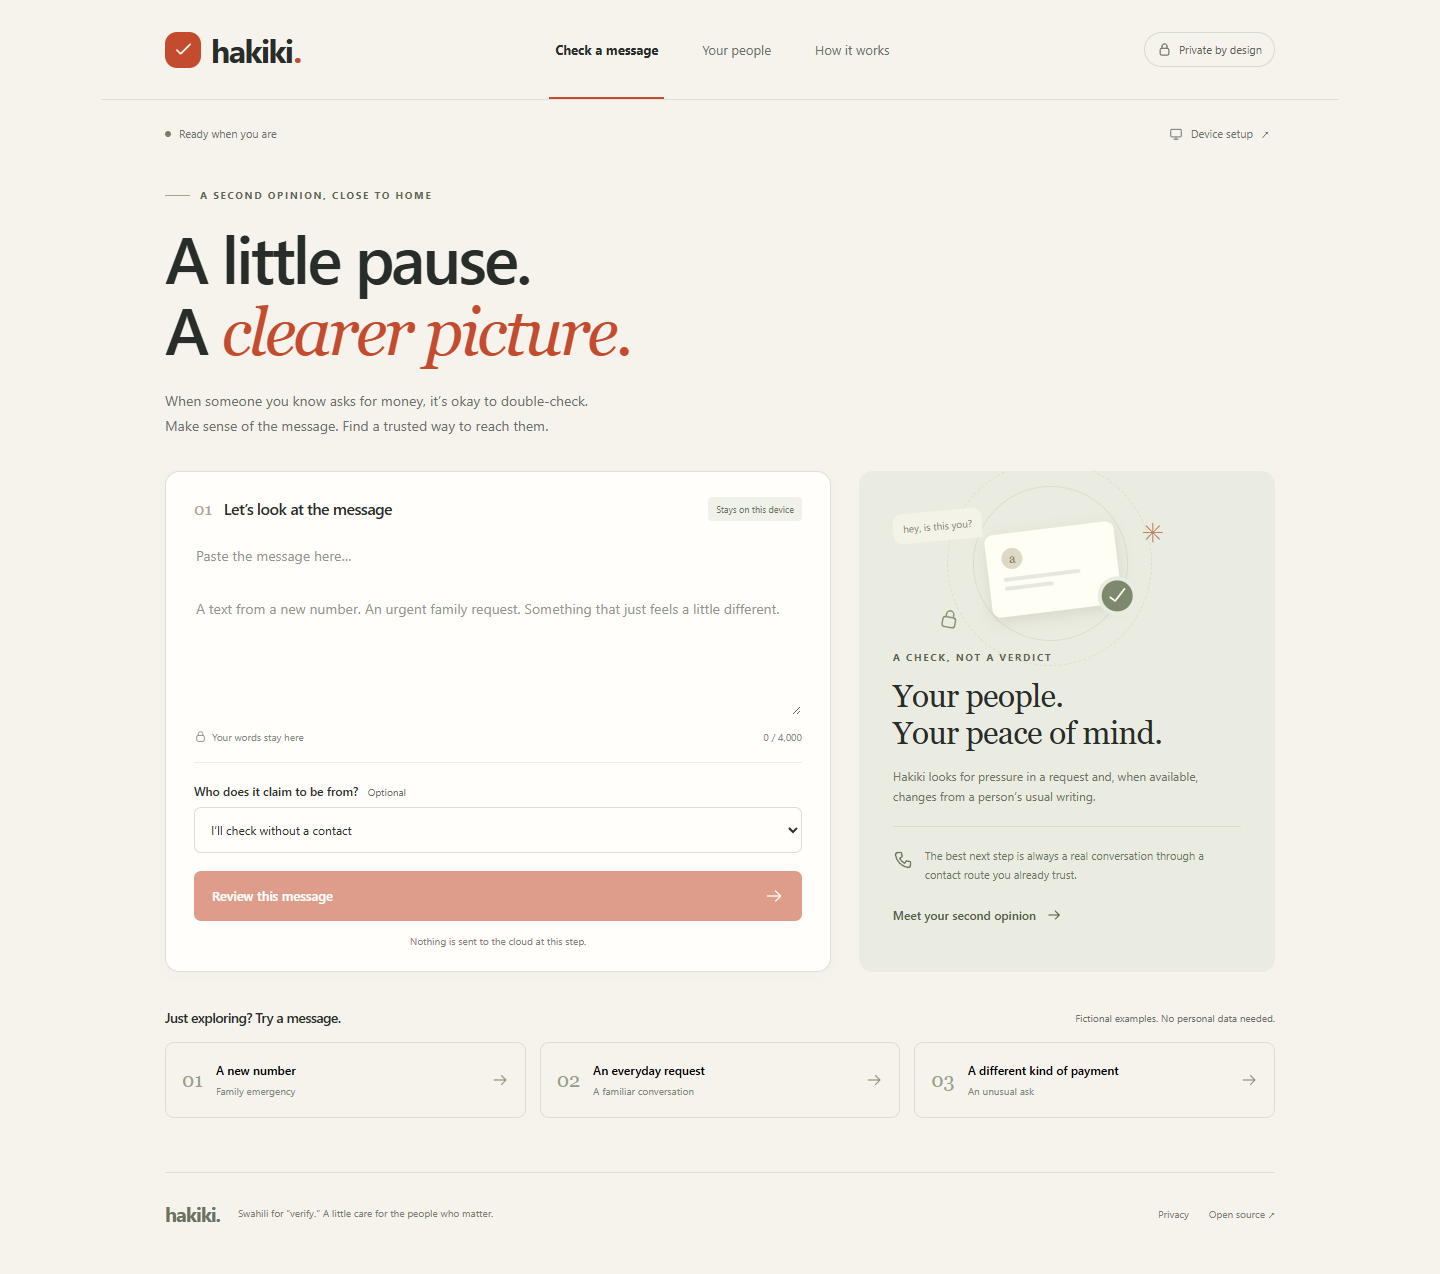 hakiki.
Check a message
Your people
How it works
Private by design
Ready when you are
Device setup ↗
A SECOND OPINION, CLOSE TO HOME
A little pause.
A clearer picture.
When someone you know asks for money, it’s okay to double-check.
Make sense of the message. Find a trusted way to reach them.
01 Let’s look at the message
Stays on this device
Paste the message here...
A text from a new number. An urgent family request. Something that just feels a little different.
Your words stay here
0 / 4,000
Who does it claim to be from? Optional
I’ll check without a contact
Review this message →
Nothing is sent to the cloud at this step.
hey, is this you?
a
A CHECK, NOT A VERDICT
Your people.
Your peace of mind.
Hakiki looks for pressure in a request and, when available,
changes from a person’s usual writing.
The best next step is always a real conversation through a
contact route you already trust.
Meet your second opinion →
Just exploring? Try a message.
Fictional examples. No personal data needed.
01 A new number →
Family emergency
02 An everyday request →
A familiar conversation
03 A different kind of payment →
An unusual ask
hakiki.
Swahili for “verify.” A little care for the people who matter.
Privacy
Open source ↗